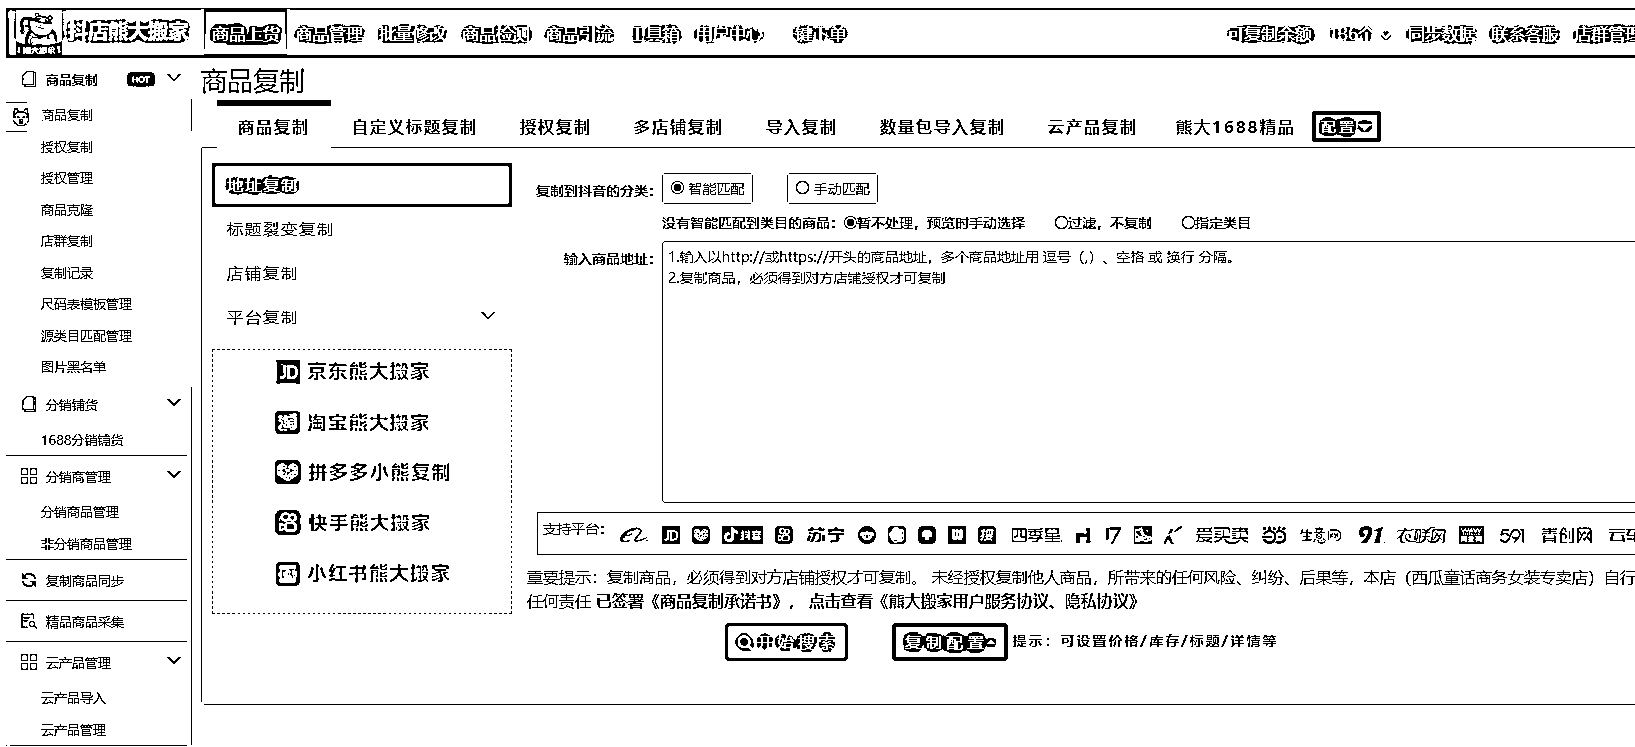 抖店熊大搬家 商品上货 商品管理 批量修改 商品检测 商品引流 工具箱 用户中心 可复制余额 同步数据 联系客服 店群管理
商品复制 HOT
商品复制
授权复制
授权管理
商品克隆
店群复制
复制记录
尺码表模板管理
源类目匹配管理
图片黑名单
分销铺货
1688分销铺货
分销商管理
分销商品管理
非分销商品管理
复制商品同步
精品商品采集
云产品管理
云产品导入
云产品管理
商品复制
商品复制 自定义标题复制 授权复制 多店铺复制 导入复制 数量包导入复制 云产品复制 熊大1688精品 配置
地址复制
标题裂变复制
店铺复制
平台复制
JD 京东熊大搬家
淘宝熊大搬家
拼多多小熊复制
快手熊大搬家
小红书熊大搬家
复制到抖音的分类： 智能匹配 手动匹配
没有智能匹配到类目的商品： 暂不处理，预览时手动选择 过滤，不复制 指定类目
输入商品地址： 1.输入以http://或https://开头的商品地址，多个商品地址用 逗号（,）、空格 或 换行 分隔。
2.复制商品，必须得到对方店铺授权才可复制
支持平台： JD 抖音 苏宁 四季星 17 爱买卖 生意网 91 衣联网 591 青创网
重要提示：复制商品，必须得到对方店铺授权才可复制。 未经授权复制他人商品，所带来的任何风险、纠纷、后果等，本店（西瓜童话商务女装专卖店）自行
任何责任 已签署《商品复制承诺书》， 点击查看《熊大搬家用户服务协议、隐私协议》
开始搜索 复制配置 提示：可设置价格/库存/标题/详情等